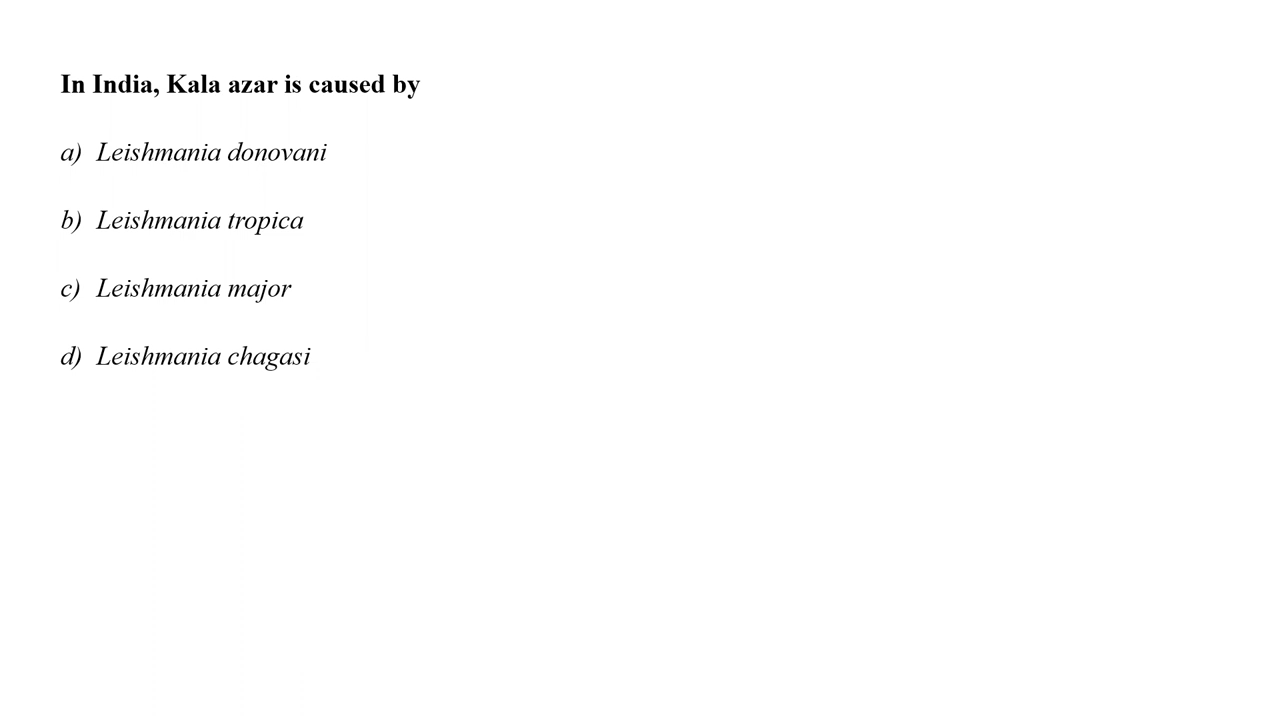 In India, Kala azar is caused by
a) Leishmania donovani
b) Leishmania tropica
c) Leishmania major
d) Leishmania chagasi